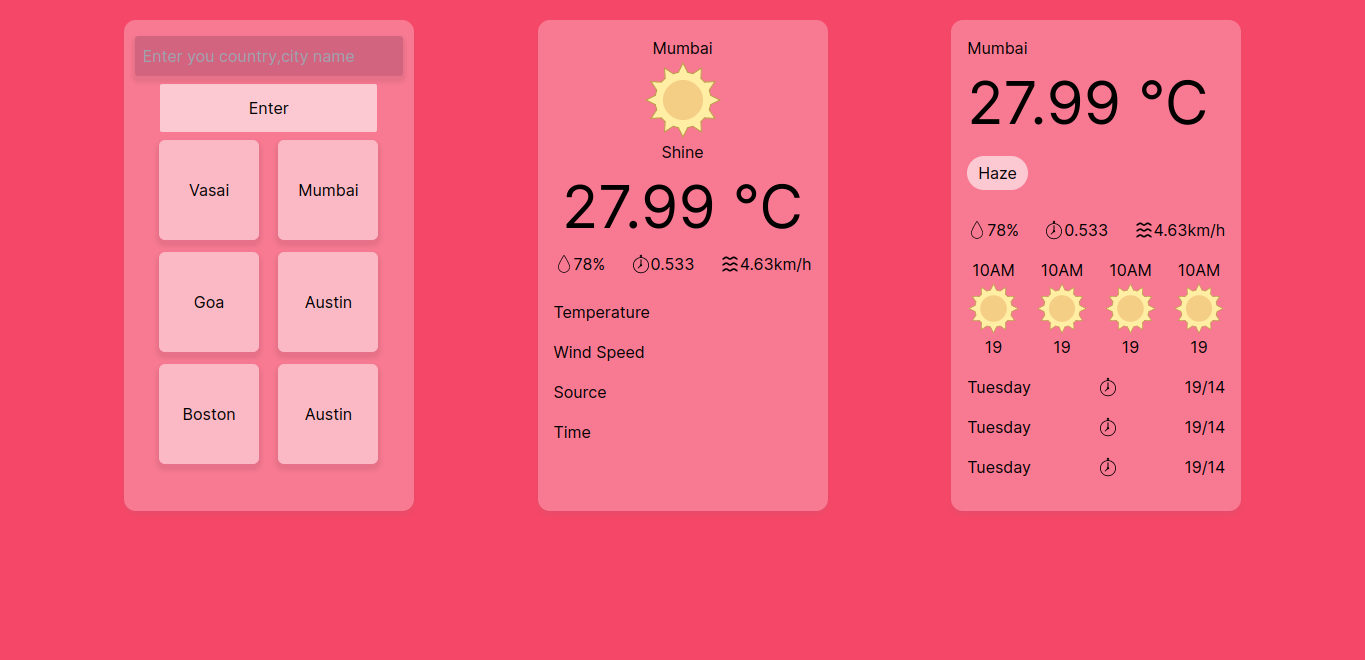 Enter you country,city name
Enter
Vasai Mumbai
Goa Austin
Boston Austin
Mumbai
Shine
27.99 °C
78% 0.533 4.63km/h
Temperature
Wind Speed
Source
Time
Mumbai
27.99 °C
Haze
78% 0.533 4.63km/h
10AM 10AM 10AM 10AM
19 19 19 19
Tuesday 19/14
Tuesday 19/14
Tuesday 19/14